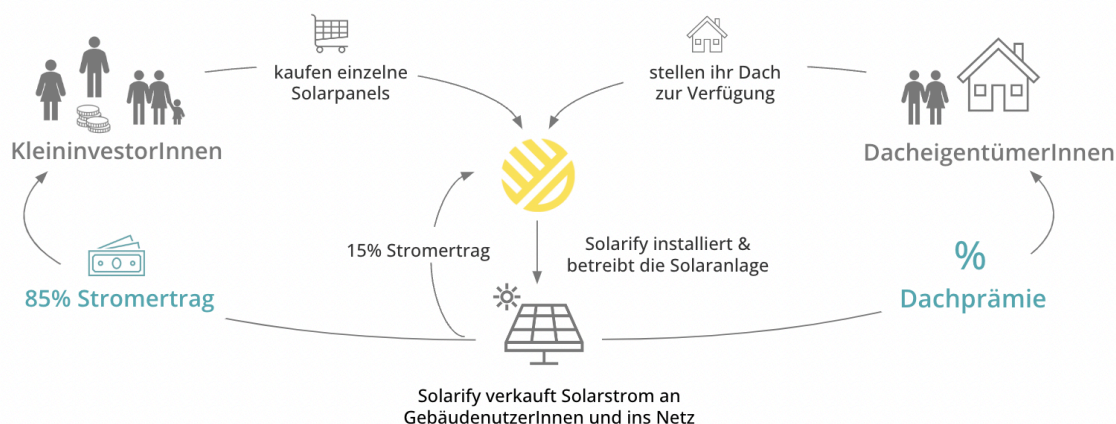 kaufen einzelne
Solarpanels
stellen ihr Dach
zur Verfügung
KleininvestorInnen
DacheigentümerInnen
15% Stromertrag
Solarify installiert &
betreibt die Solaranlage
%
85% Stromertrag
Dachprämie
Solarify verkauft Solarstrom an
GebäudenutzerInnen und ins Netz